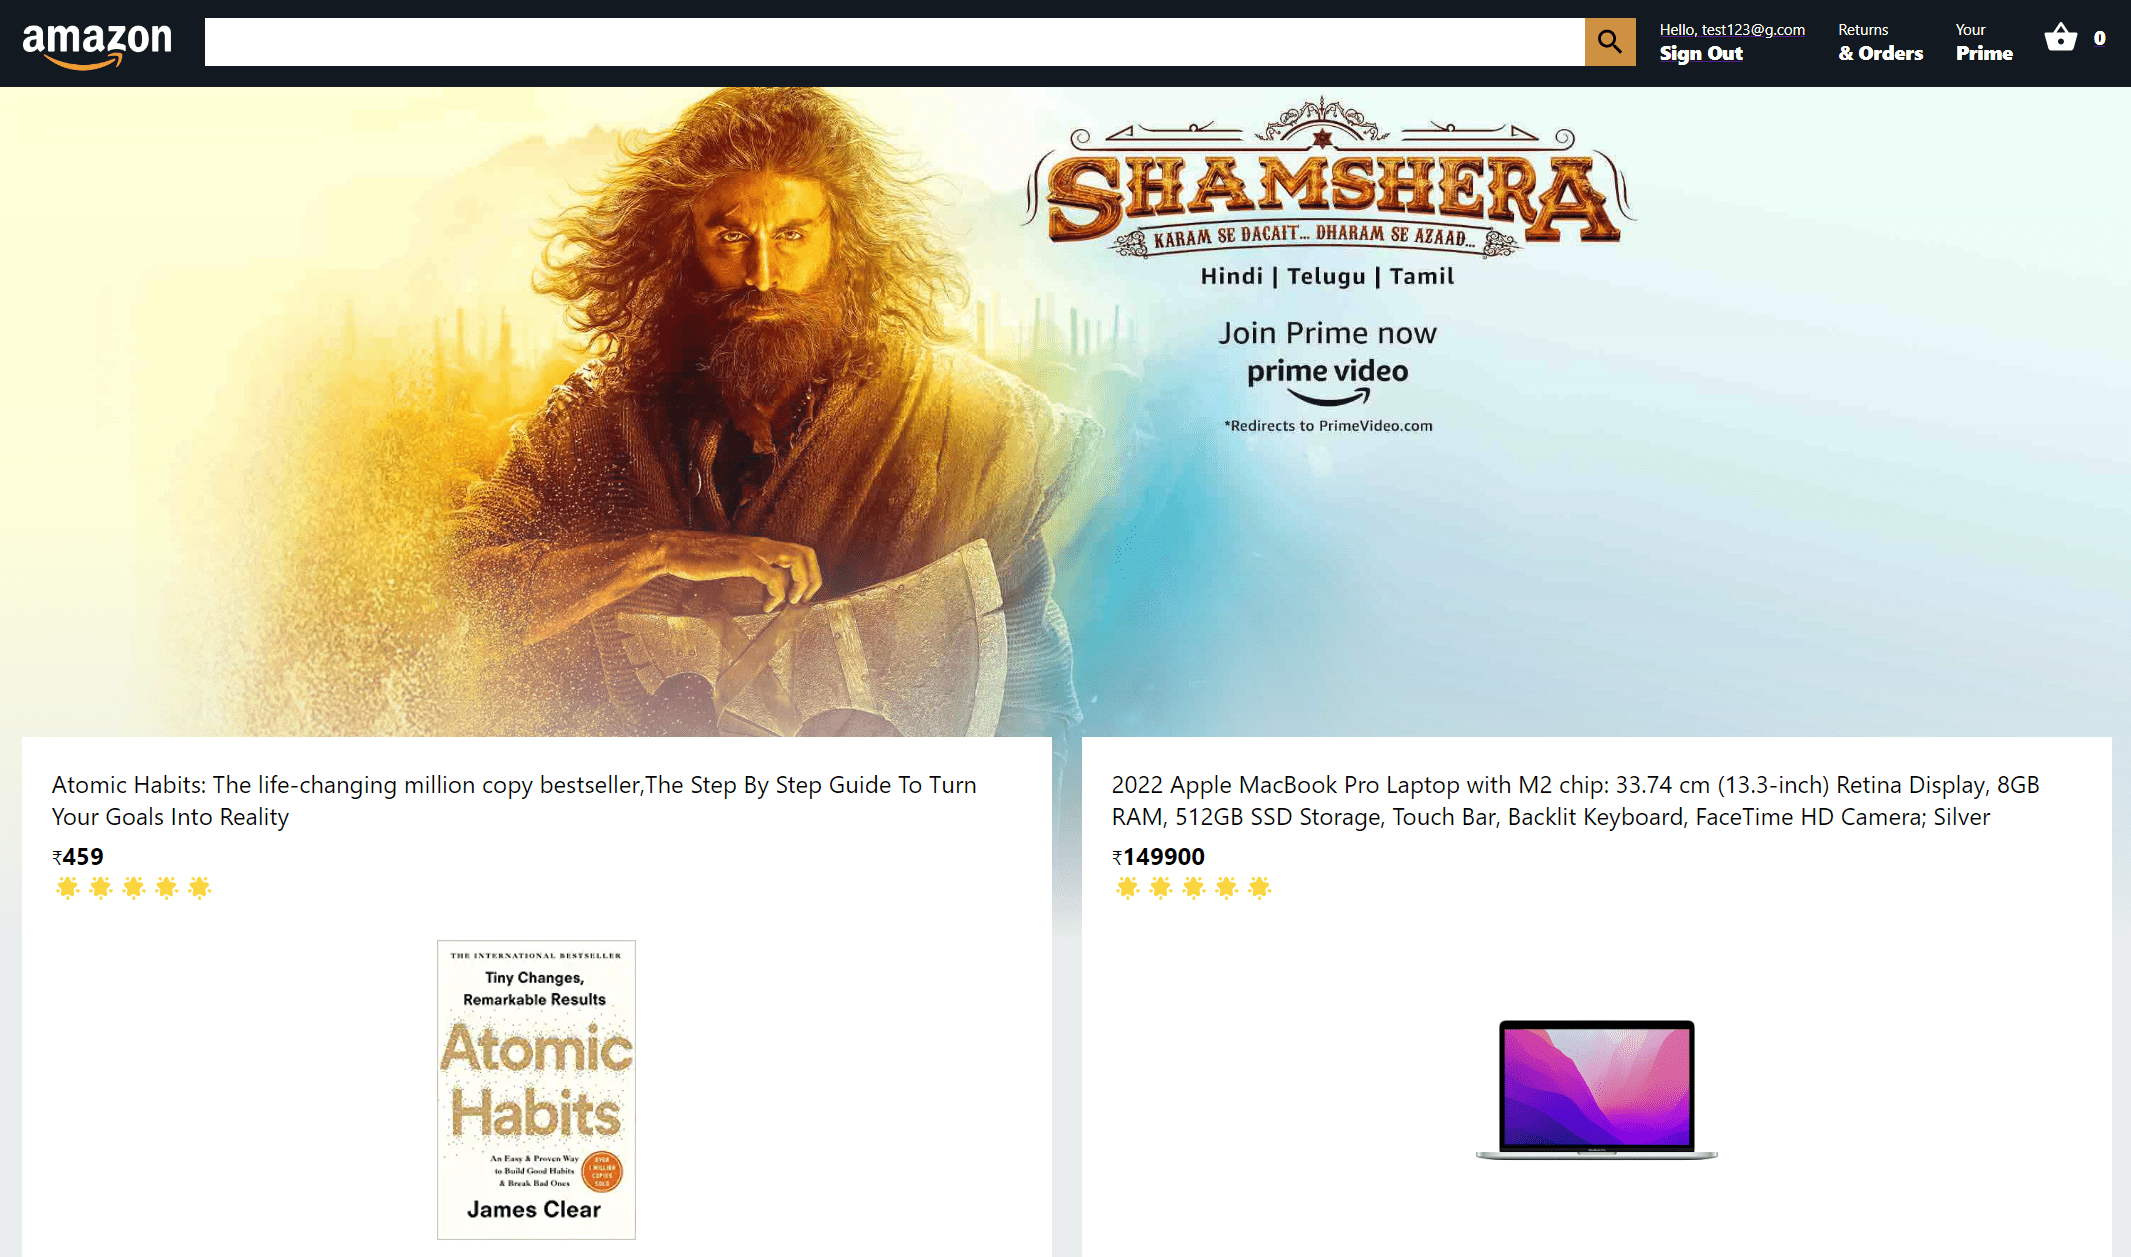 amazon
Hello, test123@g.com
Sign Out
Returns
& Orders
Your
Prime
0
SHAMSHERA
KARAM SE DACAIT... DHARAM SE AZAAD...
Hindi | Telugu | Tamil
Join Prime now
prime video
*Redirects to PrimeVideo.com
Atomic Habits: The life-changing million copy bestseller,The Step By Step Guide To Turn
Your Goals Into Reality
₹459
THE INTERNATIONAL BESTSELLER
Tiny Changes,
Remarkable Results
Atomic
Habits
An Easy & Proven Way
to Build Good Habits
& Break Bad Ones
OVER
1 MILLION
COPIES
SOLD
James Clear
2022 Apple MacBook Pro Laptop with M2 chip: 33.74 cm (13.3-inch) Retina Display, 8GB
RAM, 512GB SSD Storage, Touch Bar, Backlit Keyboard, FaceTime HD Camera; Silver
₹149900